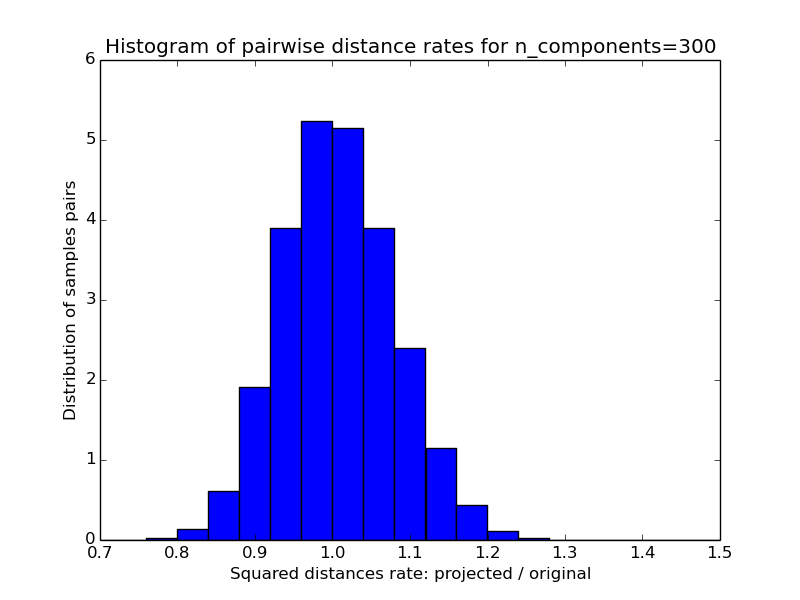 Histogram of pairwise distance rates for n_components=300
6
5
4
3
2
1
0
Distribution of samples pairs
0.7 0.8 0.9 1.0 1.1 1.2 1.3 1.4 1.5
Squared distances rate: projected / original